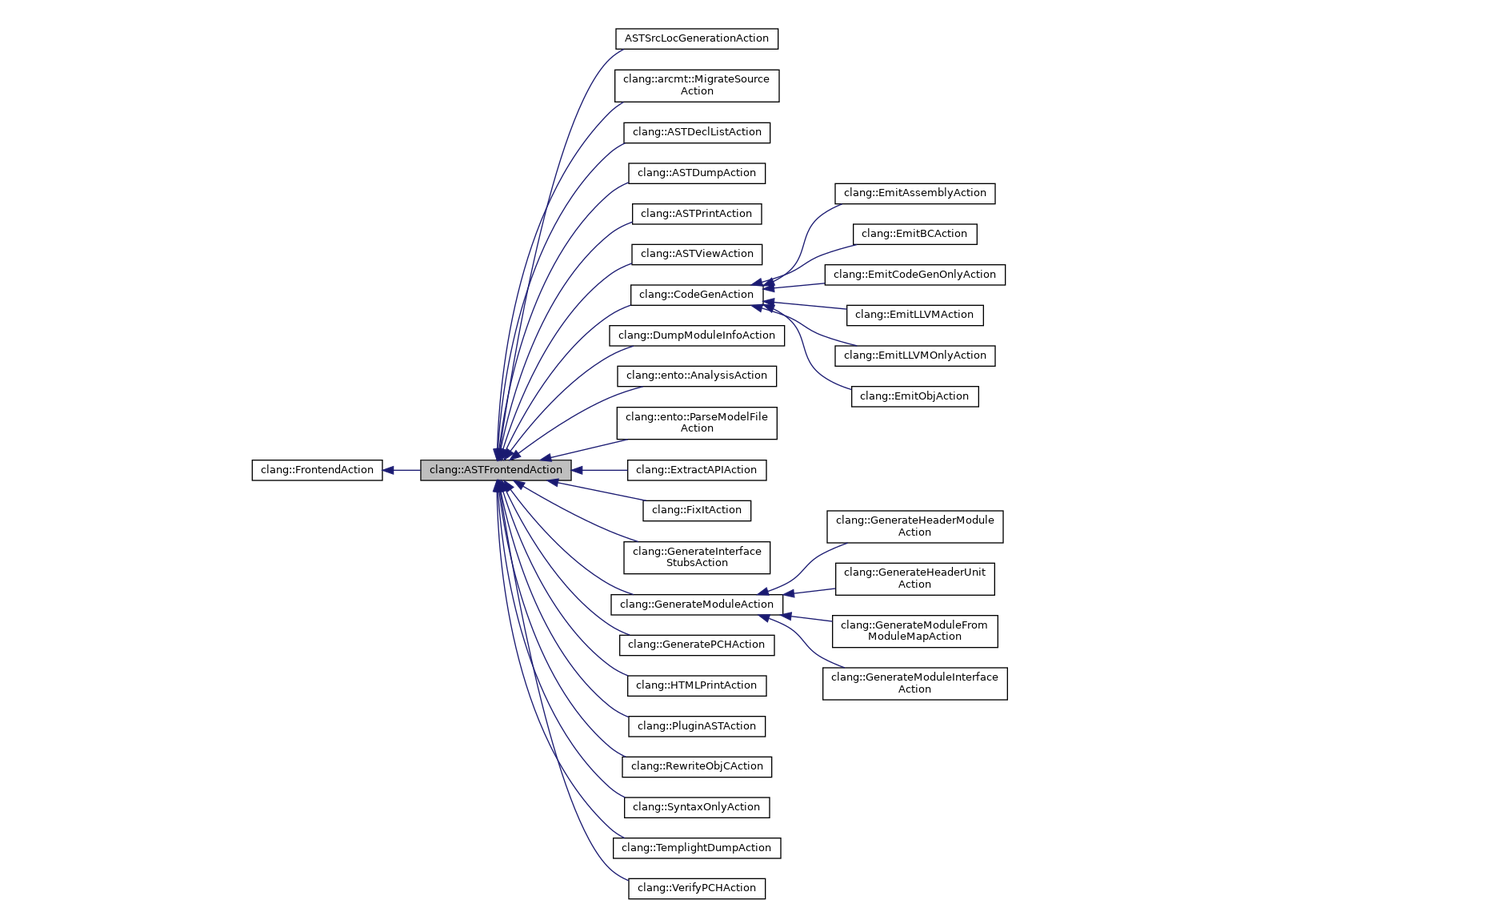 ASTSrcLocGenerationAction
clang::arcmt::MigrateSource
Action
clang::ASTDeclListAction
clang::ASTDumpAction
clang::ASTPrintAction
clang::ASTViewAction
clang::CodeGenAction
clang::EmitAssemblyAction
clang::EmitBCAction
clang::EmitCodeGenOnlyAction
clang::EmitLLVMAction
clang::EmitLLVMOnlyAction
clang::EmitObjAction
clang::DumpModuleInfoAction
clang::ento::AnalysisAction
clang::ento::ParseModelFile
Action
clang::FrontendAction
clang::ASTFrontendAction
clang::ExtractAPIAction
clang::FixItAction
clang::GenerateInterface
StubsAction
clang::GenerateModuleAction
clang::GenerateHeaderModule
Action
clang::GenerateHeaderUnit
Action
clang::GenerateModuleFrom
ModuleMapAction
clang::GenerateModuleInterface
Action
clang::GeneratePCHAction
clang::HTMLPrintAction
clang::PluginASTAction
clang::RewriteObjCAction
clang::SyntaxOnlyAction
clang::TemplightDumpAction
clang::VerifyPCHAction